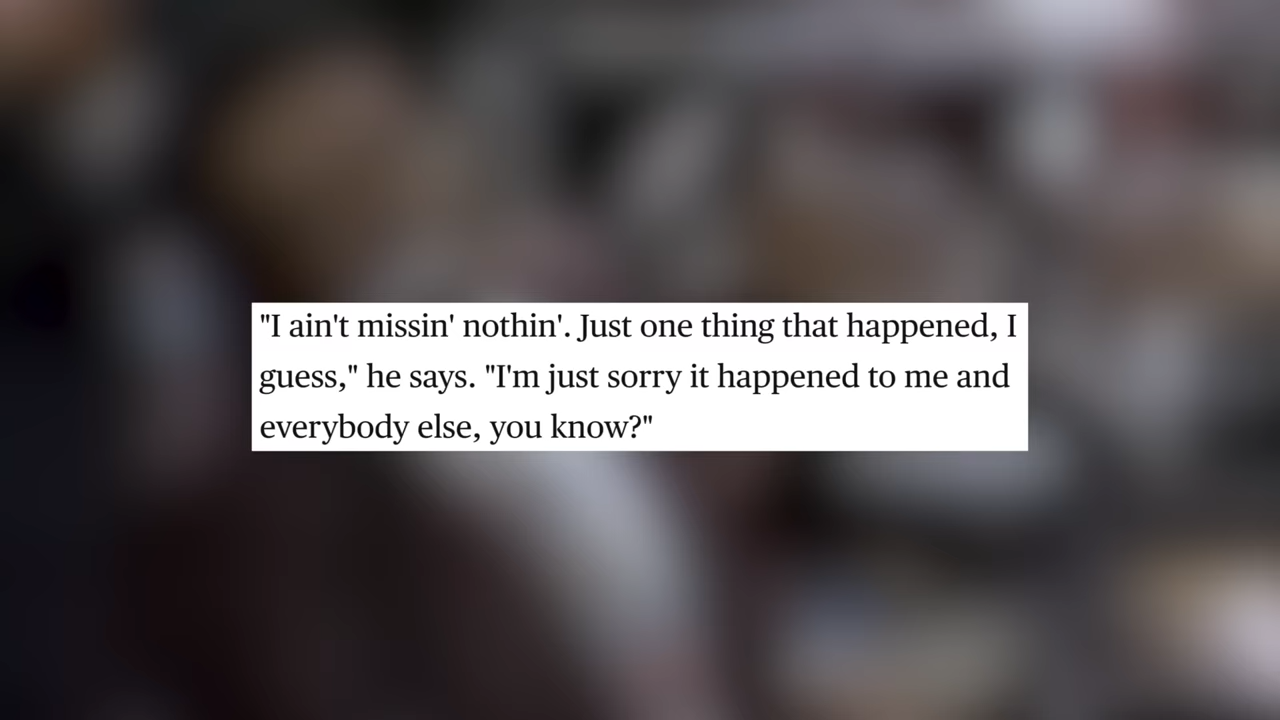 "I ain't missin' nothin'. Just one thing that happened, I
guess," he says. "I'm just sorry it happened to me and
everybody else, you know?"